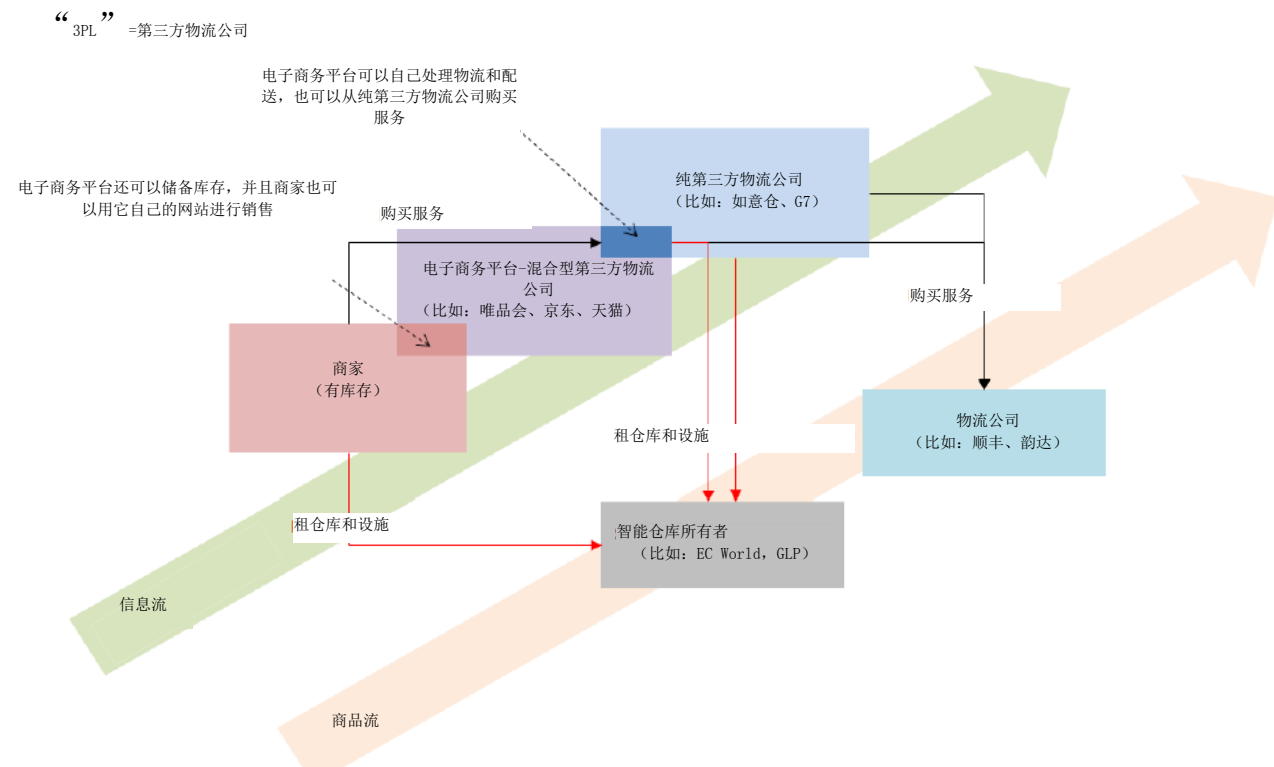 “3PL” =第三方物流公司
电子商务平台可以自己处理物流和配
送，也可以从纯第三方物流公司购买
服务
纯第三方物流公司
（比如：如意仓、G7）
电子商务平台还可以储备库存，并且商家也可
以用它自己的网站进行销售
购买服务
电子商务平台-混合型第三方物流
公司
（比如：唯品会、京东、天猫）
购买服务
商家
（有库存）
物流公司
（比如：顺丰、韵达）
租仓库和设施
租仓库和设施
智能仓库所有者
（比如：EC World，GLP）
信息流
商品流